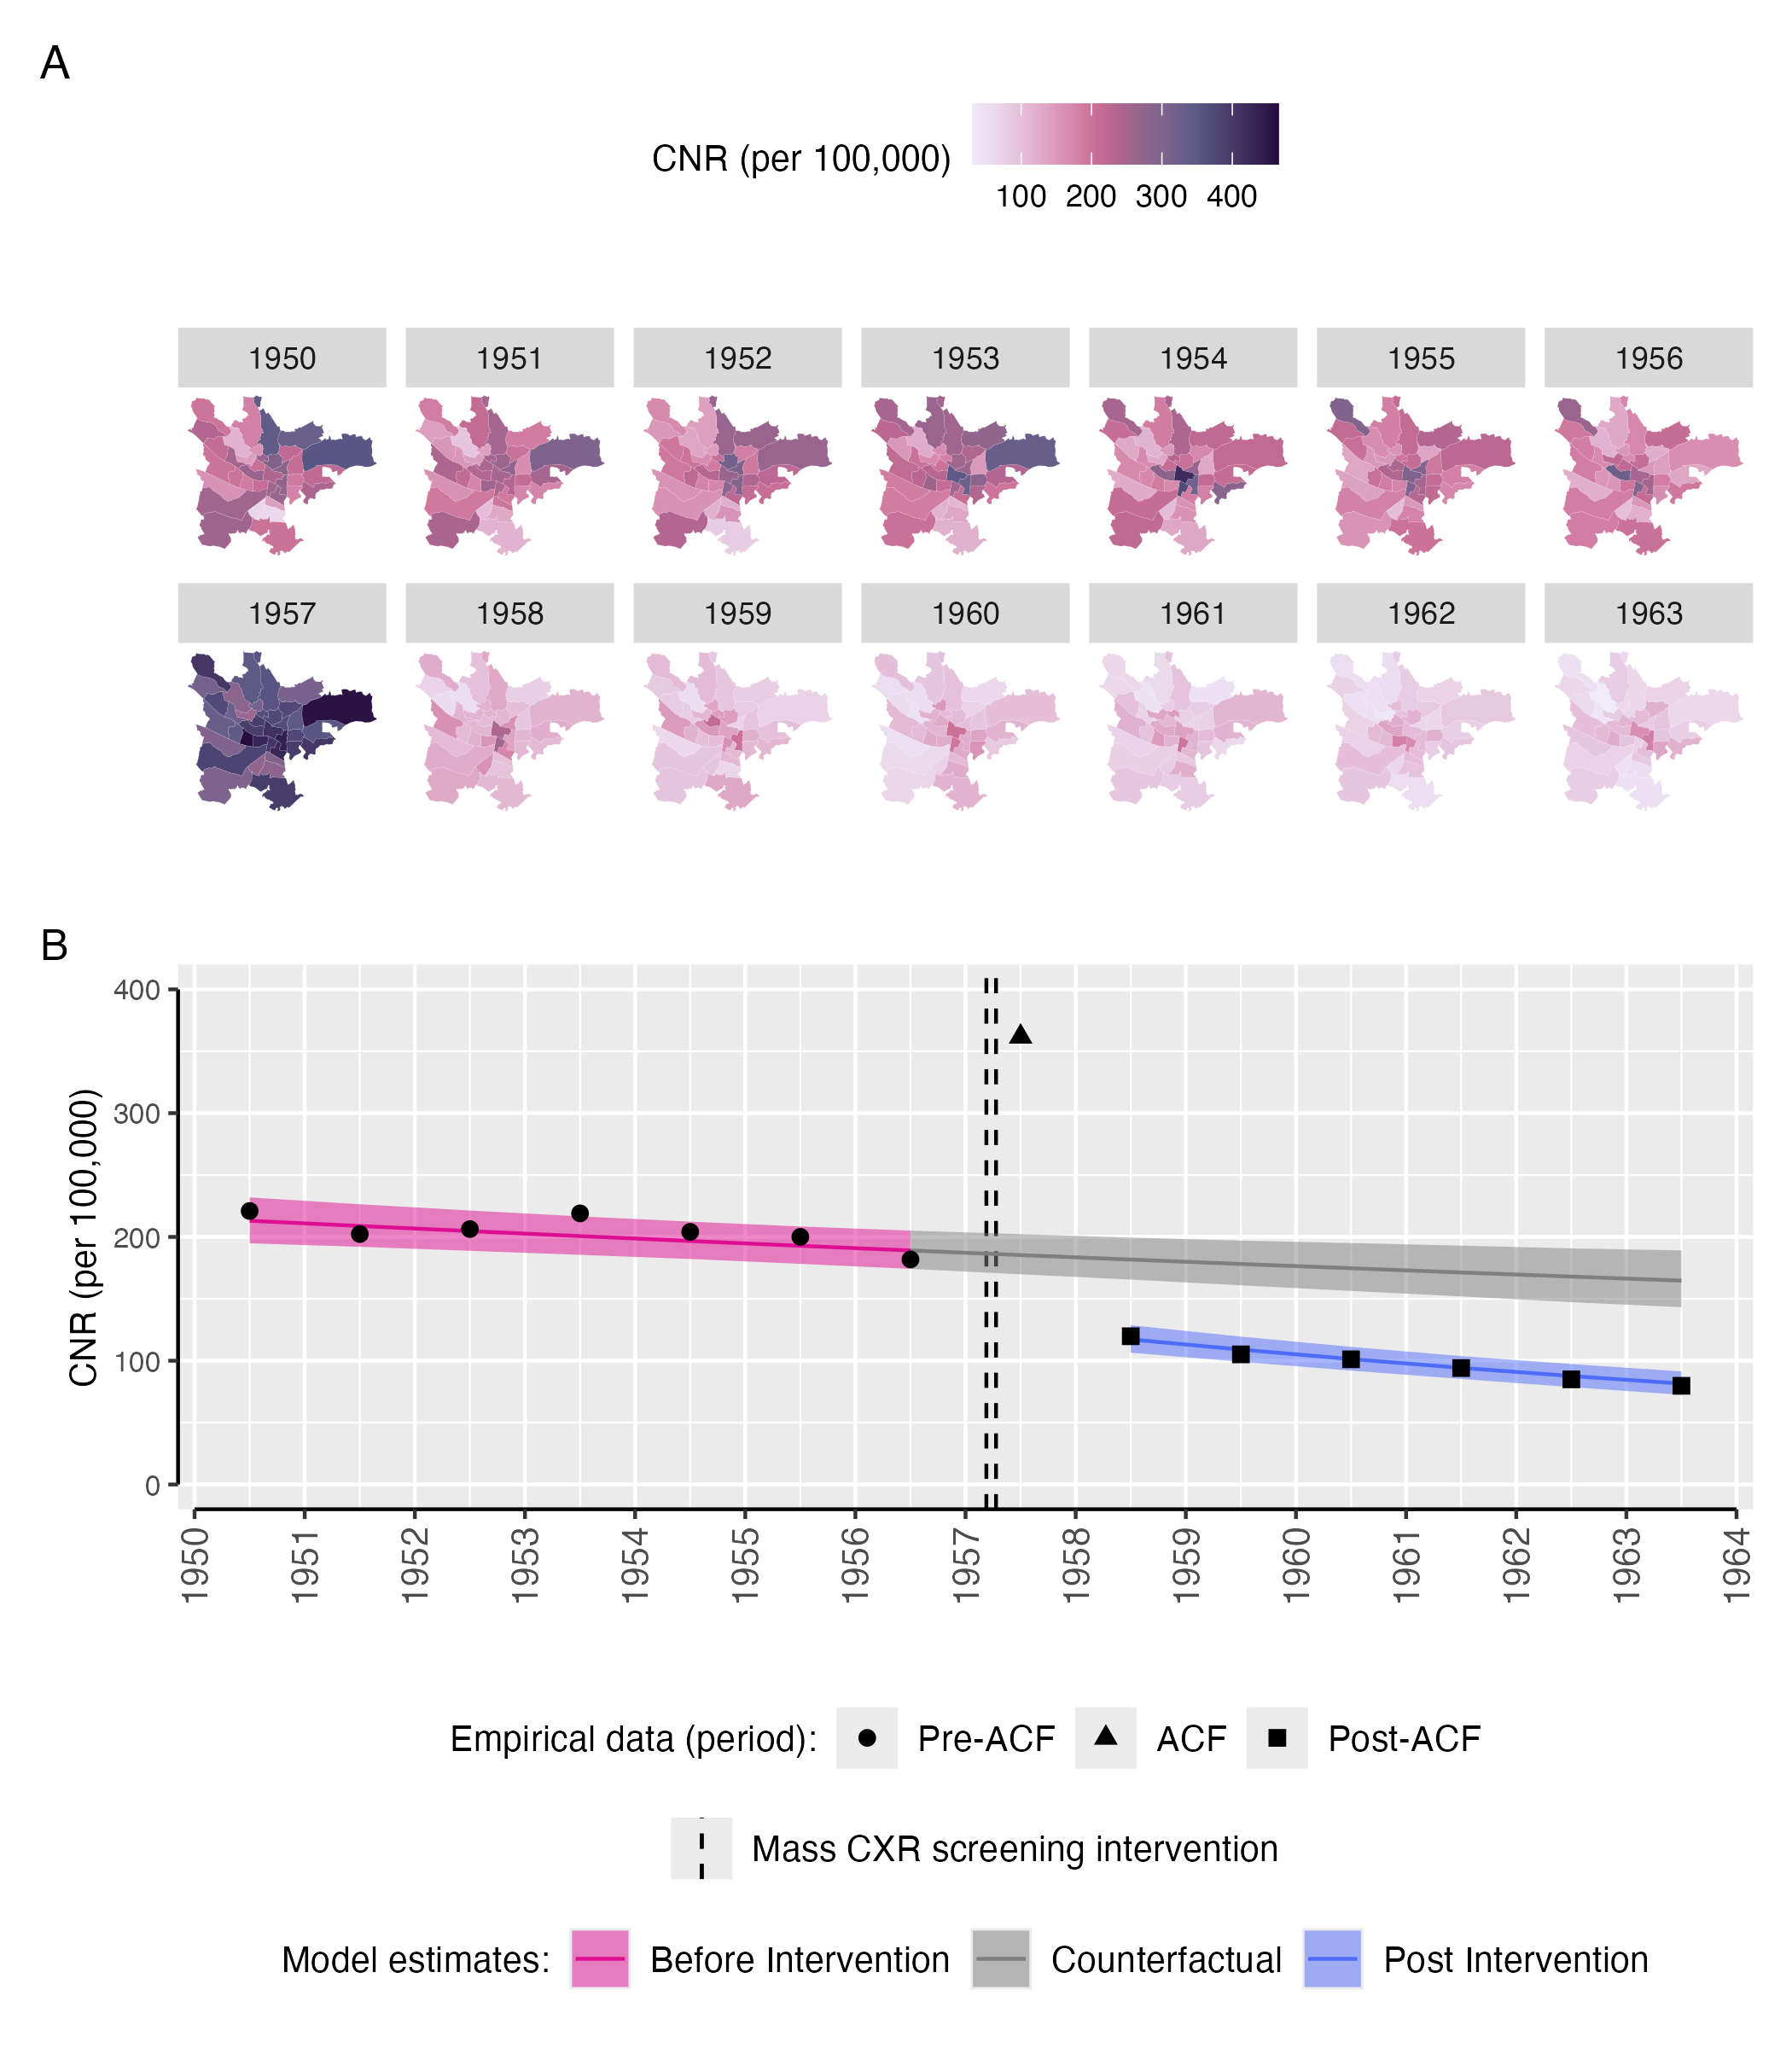 A
CNR (per 100,000)
100 200 300 400
1950 1951 1952 1953 1954 1955 1956
1957 1958 1959 1960 1961 1962 1963
B
CNR (per 100,000)
400
300
200
100
0
1950 1951 1952 1953 1954 1955 1956 1957 1958 1959 1960 1961 1962 1963 1964
Empirical data (period): Pre-ACF ACF Post-ACF
Mass CXR screening intervention
Model estimates: Before Intervention Counterfactual Post Intervention